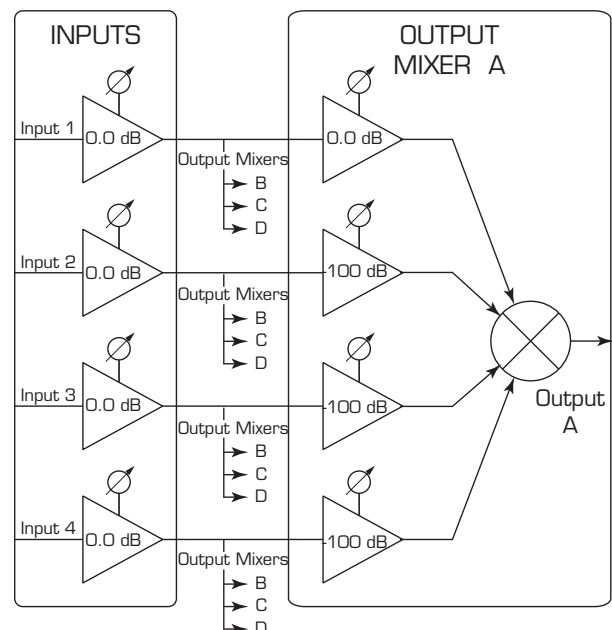 INPUTS
OUTPUT
MIXER A
Input 1
0.0 dB
0.0 dB
Output Mixers
B
C
D
Input 2
0.0 dB
-100 dB
Output Mixers
B
C
D
Input 3
0.0 dB
-100 dB
Output Mixers
B
C
D
Output
A
Input 4
0.0 dB
-100 dB
Output Mixers
B
C
D